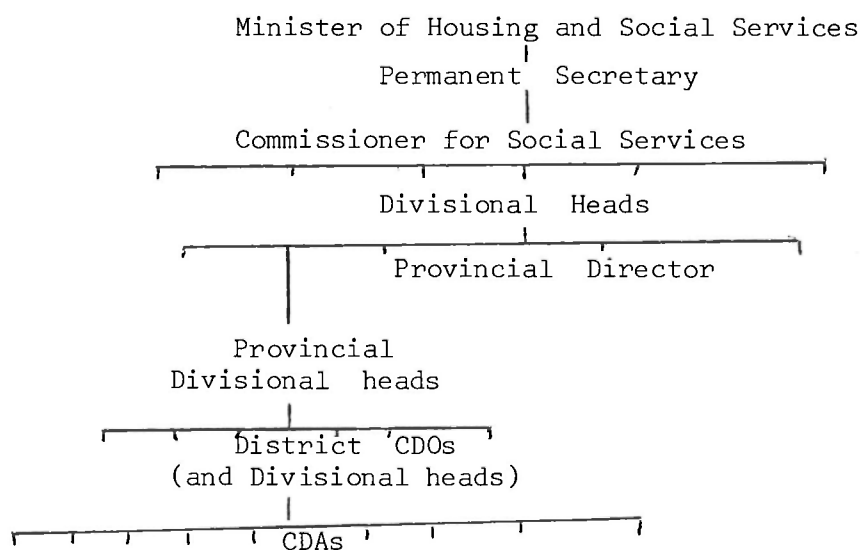 Minister of Housing and Social Services
Permanent Secretary
Commissioner for Social Services
Divisional Heads
Provincial Director
Provincial
Divisional heads
District CDOs
(and Divisional heads)
CDAs